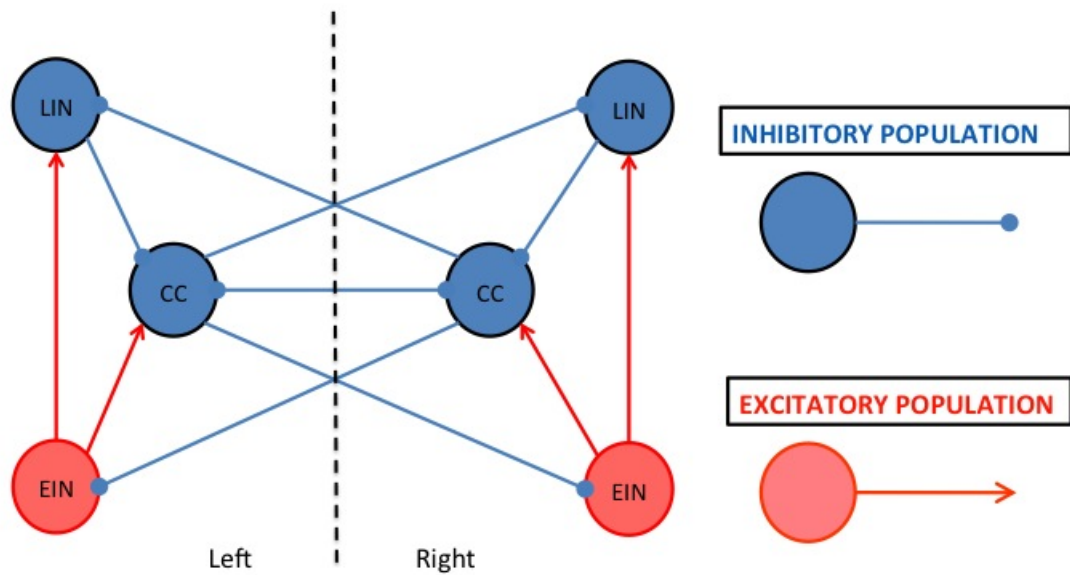 LIN
LIN
INHIBITORY POPULATION
CC
CC
EXCITATORY POPULATION
EIN
EIN
Left
Right